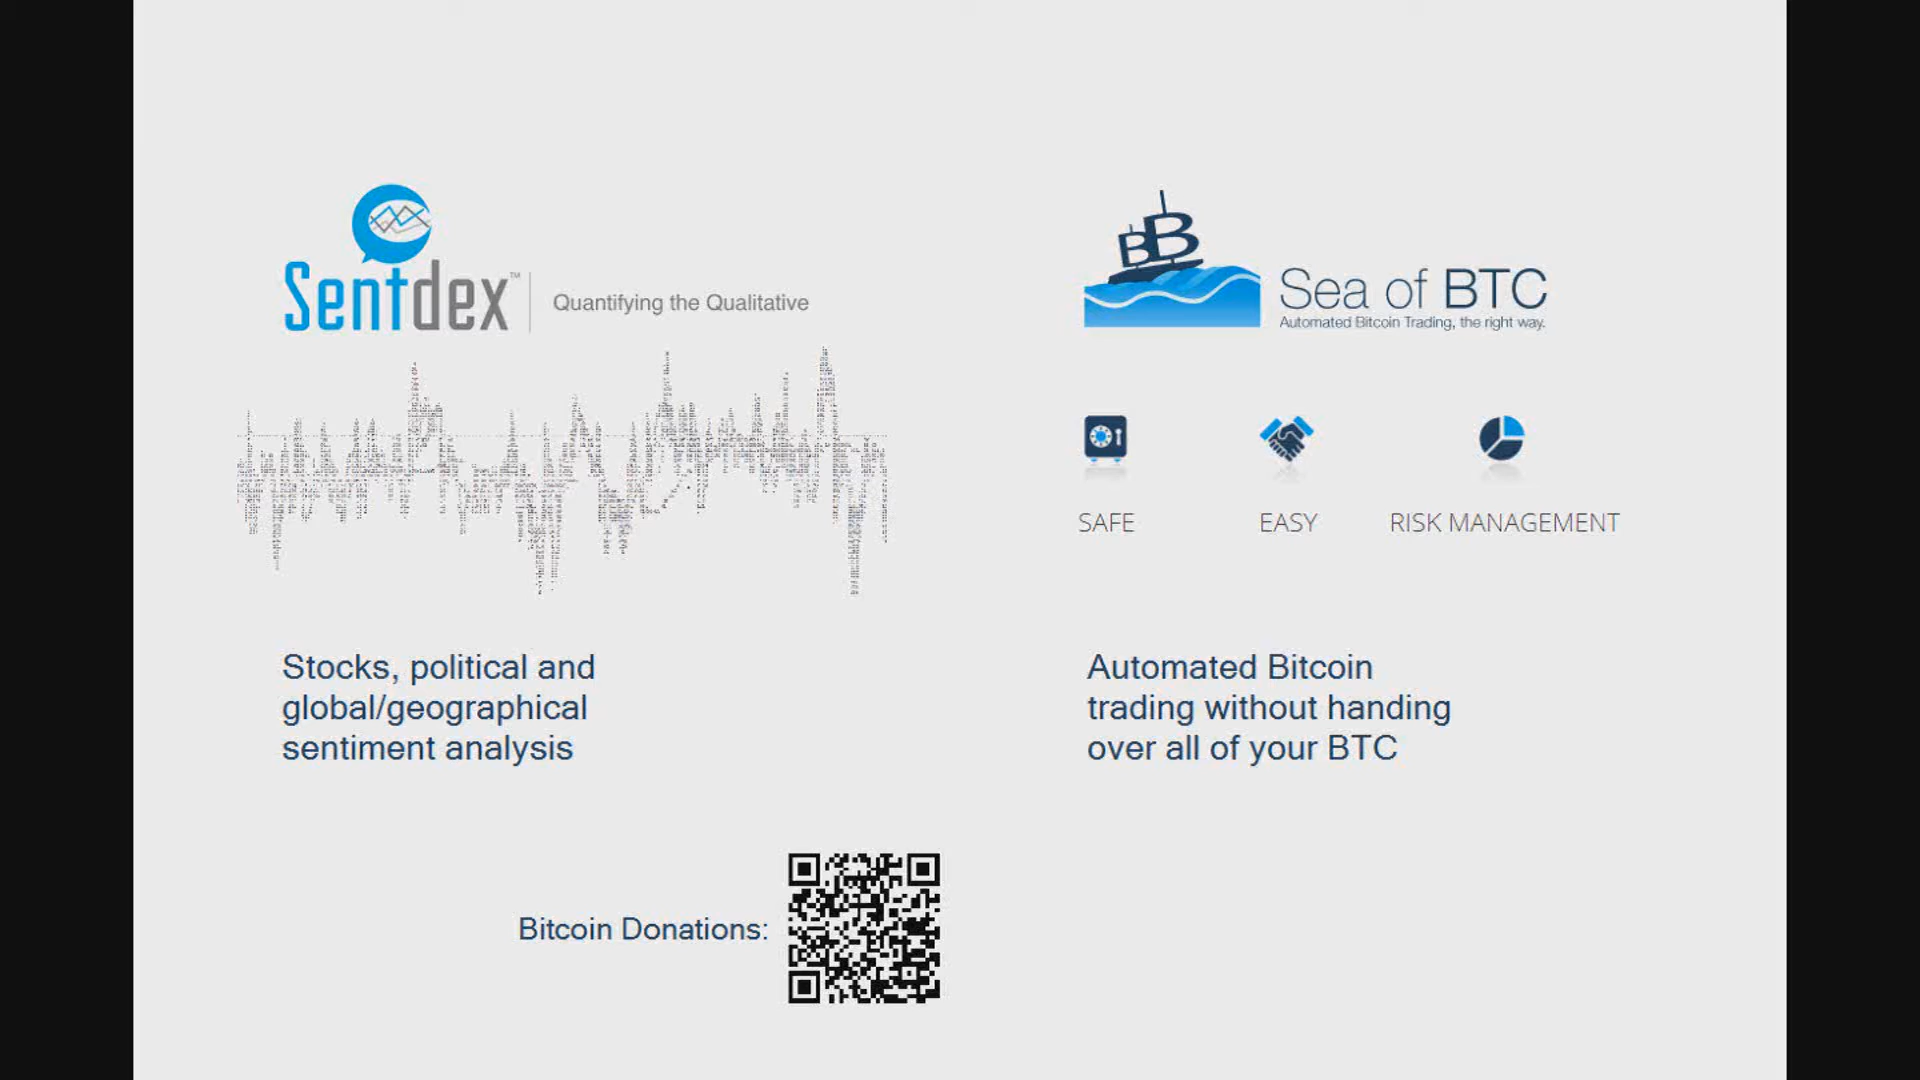 Sentdex™
Quantifying the Qualitative
Stocks, political and
global/geographical
sentiment analysis
Sea of BTC
Automated Bitcoin Trading, the right way.
SAFE
EASY
RISK MANAGEMENT
Automated Bitcoin
trading without handing
over all of your BTC
Bitcoin Donations: